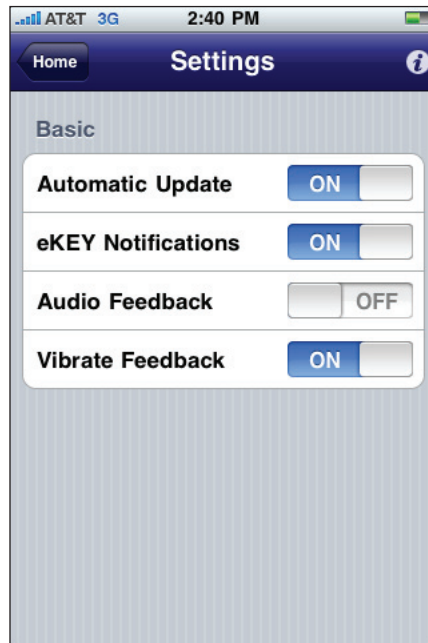 AT&T 3G 2:40 PM
Home Settings i
Basic
Automatic Update ON
eKEY Notifications ON
Audio Feedback OFF
Vibrate Feedback ON